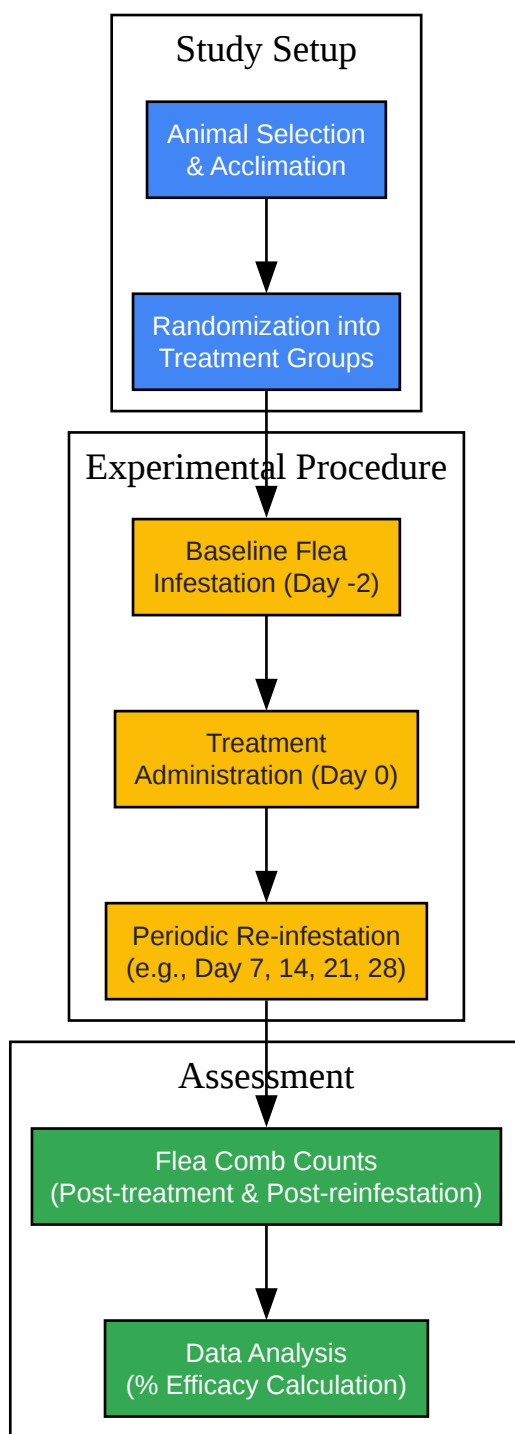 Study Setup
Animal Selection
& Acclimation
Randomization into
Treatment Groups
Experimental Procedure
Baseline Flea
Infestation (Day -2)
Treatment
Administration (Day 0)
Periodic Re-infestation
(e.g., Day 7, 14, 21, 28)
Assessment
Flea Comb Counts
(Post-treatment & Post-reinfestation)
Data Analysis
(% Efficacy Calculation)